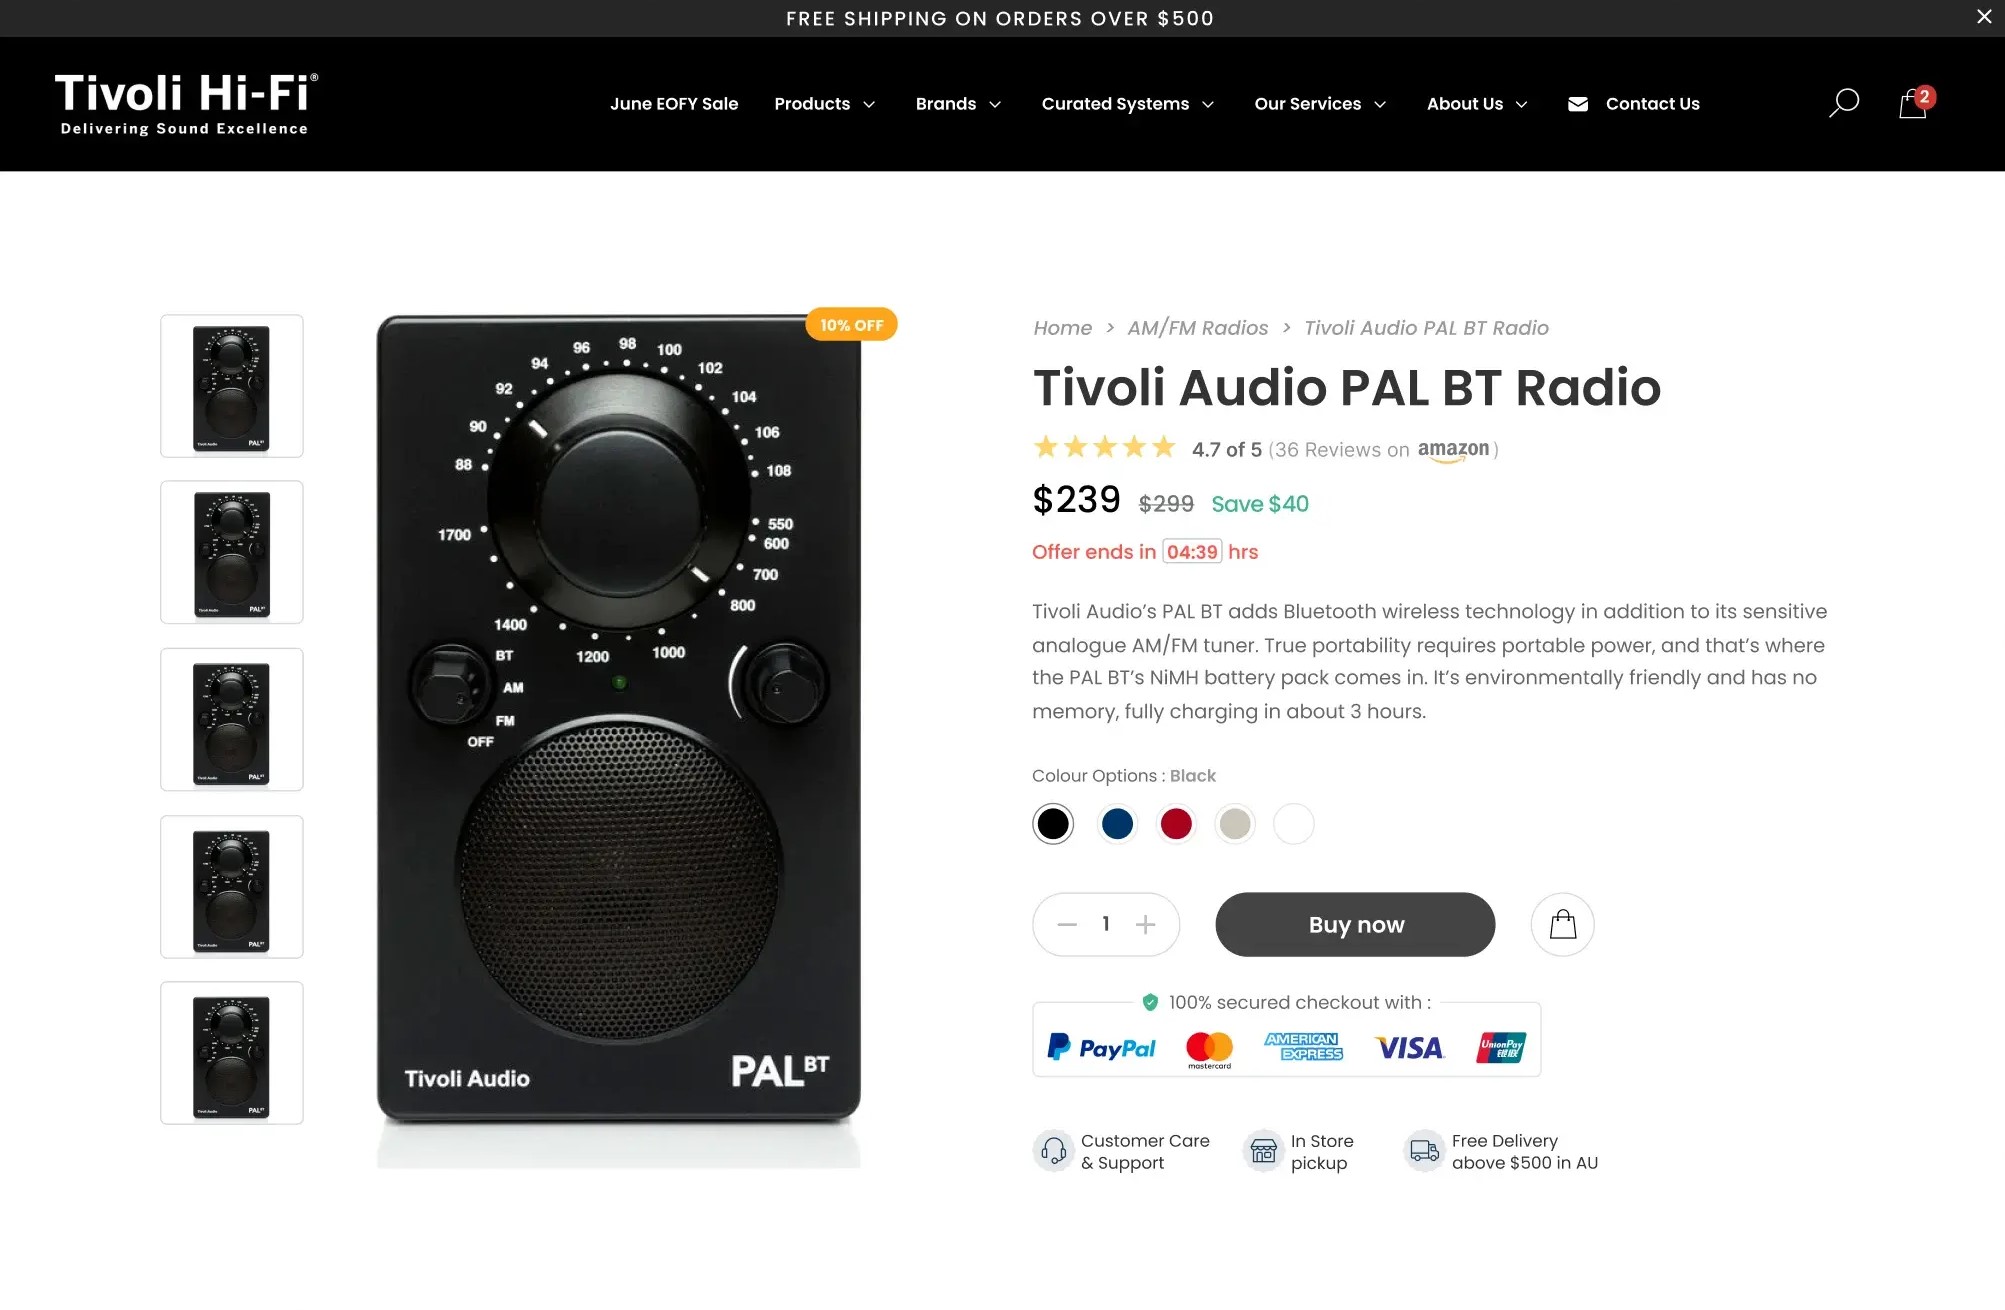 FREE SHIPPING ON ORDERS OVER $500
Tivoli Hi-Fi®
Delivering Sound Excellence
June EOFY Sale
Products
Brands
Curated Systems
Our Services
About Us
Contact Us
2
10% OFF
88 90 92 94 96 98 100 102 104 106 108
550
600
700
800
1000
1200
1400
1700
BT
AM
FM
OFF
Tivoli Audio
PAL BT
Home > AM/FM Radios > Tivoli Audio PAL BT Radio
Tivoli Audio PAL BT Radio
4.7 of 5 (36 Reviews on amazon)
$239 $299 Save $40
Offer ends in 04:39 hrs
Tivoli Audio’s PAL BT adds Bluetooth wireless technology in addition to its sensitive
analogue AM/FM tuner. True portability requires portable power, and that’s where
the PAL BT’s NiMH battery pack comes in. It’s environmentally friendly and has no
memory, fully charging in about 3 hours.
Colour Options : Black
1
Buy now
100% secured checkout with :
PayPal
mastercard
AMERICAN
EXPRESS
VISA
UnionPay
银联
Customer Care
& Support
In Store
pickup
Free Delivery
above $500 in AU